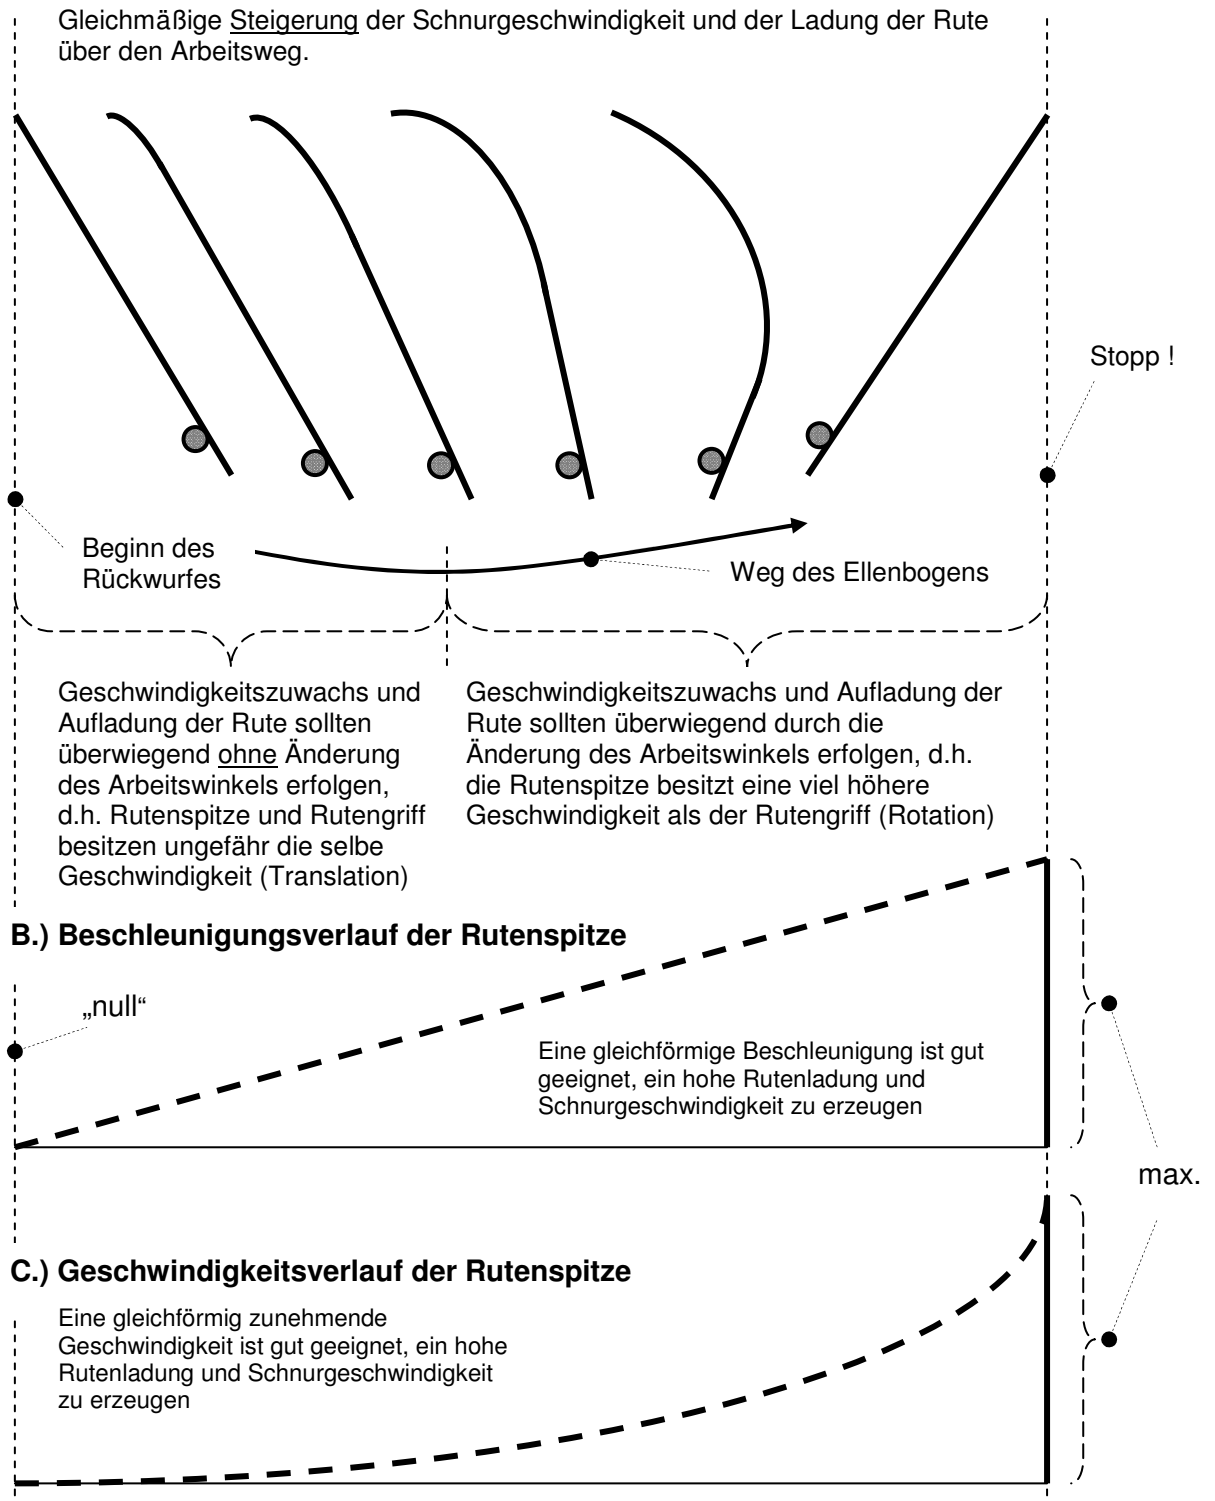 Gleichmäßige Steigerung der Schnurgeschwindigkeit und der Ladung der Rute
über den Arbeitsweg.
Stopp !
Beginn des
Rückwurfes
Weg des Ellenbogens
Geschwindigkeitszuwachs und
Aufladung der Rute sollten
überwiegend ohne Änderung
des Arbeitswinkels erfolgen,
d.h. Rutenspitze und Rutengriff
besitzen ungefähr die selbe
Geschwindigkeit (Translation)
Geschwindigkeitszuwachs und Aufladung der
Rute sollten überwiegend durch die
Änderung des Arbeitswinkels erfolgen, d.h.
die Rutenspitze besitzt eine viel höhere
Geschwindigkeit als der Rutengriff (Rotation)
B.) Beschleunigungsverlauf der Rutenspitze
„null“
Eine gleichförmige Beschleunigung ist gut
geeignet, ein hohe Rutenladung und
Schnurgeschwindigkeit zu erzeugen
max.
C.) Geschwindigkeitsverlauf der Rutenspitze
Eine gleichförmig zunehmende
Geschwindigkeit ist gut geeignet, ein hohe
Rutenladung und Schnurgeschwindigkeit
zu erzeugen